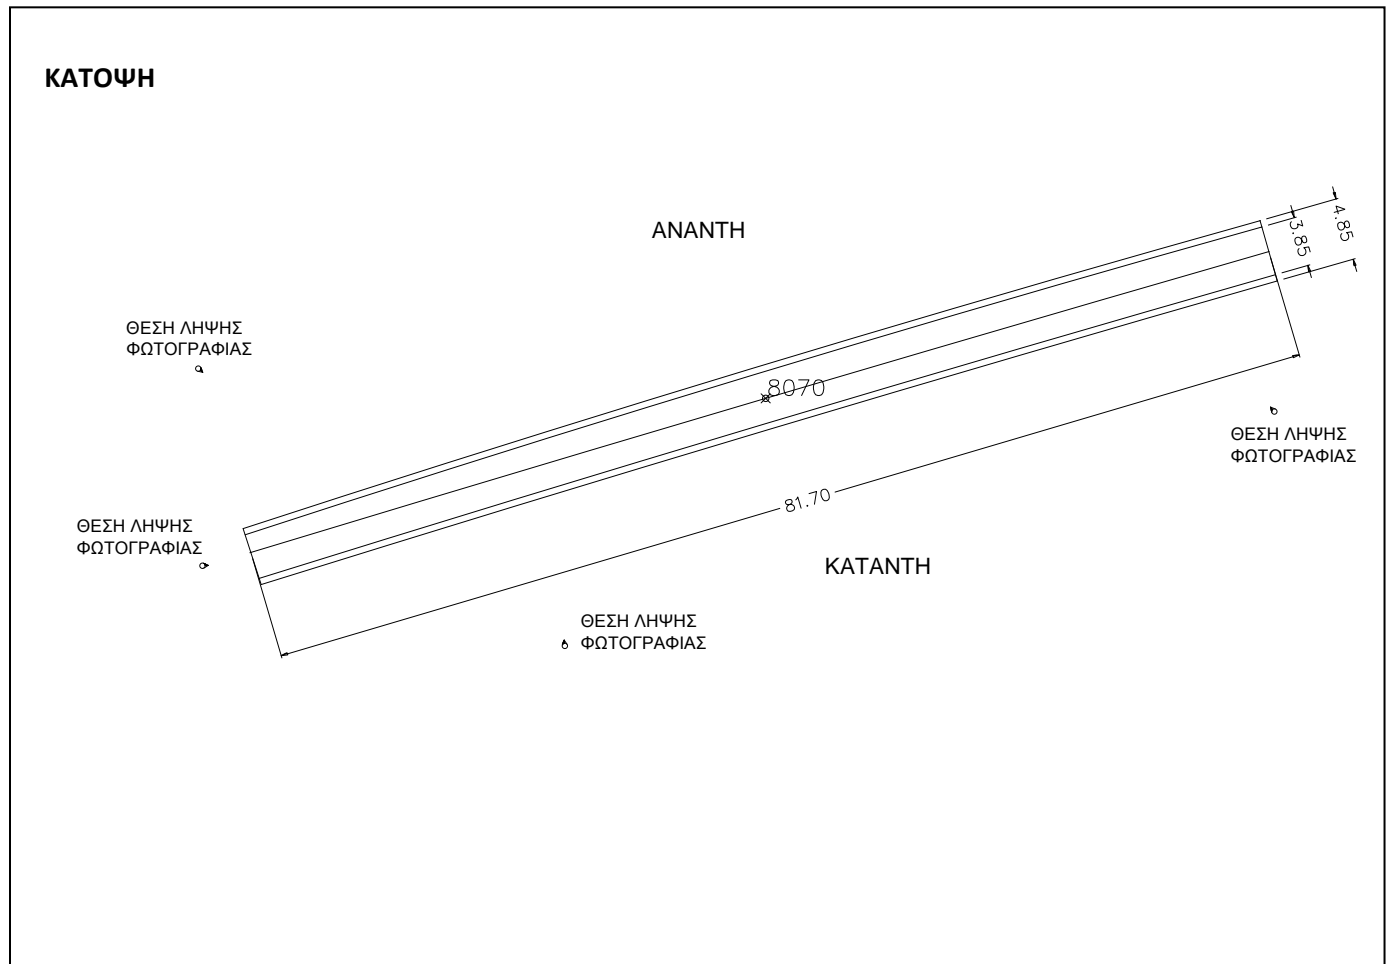 ΚΑΤΟΨΗ
ΑΝΑΝΤΗ
4.85
3.85
ΘΕΣΗ ΛΗΨΗΣ
ΦΩΤΟΓΡΑΦΙΑΣ
8070
ΘΕΣΗ ΛΗΨΗΣ
ΦΩΤΟΓΡΑΦΙΑΣ
81.70
ΘΕΣΗ ΛΗΨΗΣ
ΦΩΤΟΓΡΑΦΙΑΣ
ΚΑΤΑΝΤΗ
ΘΕΣΗ ΛΗΨΗΣ
ΦΩΤΟΓΡΑΦΙΑΣ